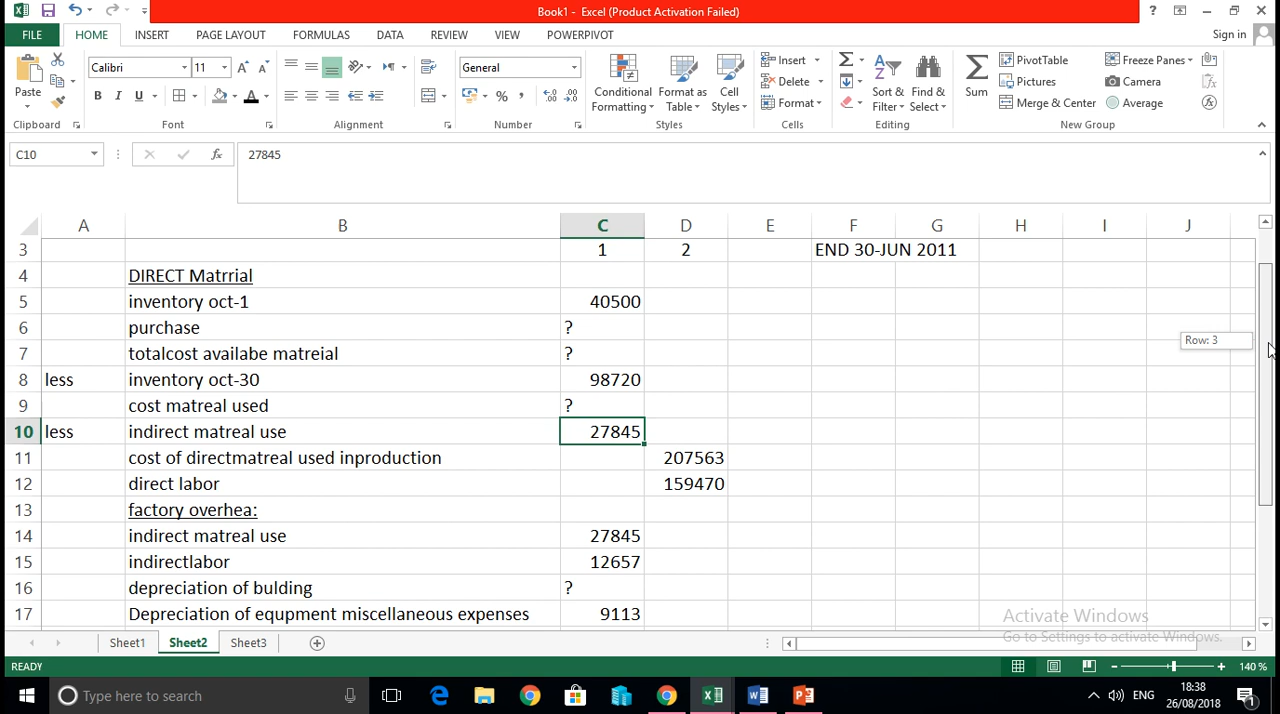 Book1 - Excel (Product Activation Failed)
?
FILE HOME INSERT PAGE LAYOUT FORMULAS DATA REVIEW VIEW POWERPIVOT Sign in
Paste
Clipboard
Calibri 11
B I U A
Font
Alignment
General
% ,
Number
Conditional Formatting
Format as Table
Cell Styles
Styles
Insert
Delete
Format
Cells
Sort & Filter
Find & Select
Editing
Sum
PivotTable
Pictures
Merge & Center
Freeze Panes
Camera
Average
New Group
C10 fx 27845
A B C D E F G H I J
3 1 2 END 30-JUN 2011
4 DIRECT Matrrial
5 inventory oct-1 40500
6 purchase ?
7 totalcost availabe matreial ?
8 less inventory oct-30 98720
9 cost matreal used ?
10 less indirect matreal use 27845
11 cost of directmatreal used inproduction 207563
12 direct labor 159470
13 factory overhea:
14 indirect matreal use 27845
15 indirectlabor 12657
16 depreciation of bulding ?
17 Depreciation of equpment miscellaneous expenses 9113
Row: 3
Activate Windows
Go to Settings to activate Windows.
Sheet1 Sheet2 Sheet3
READY 140 %
Type here to search
ENG
18:38
26/08/2018
1